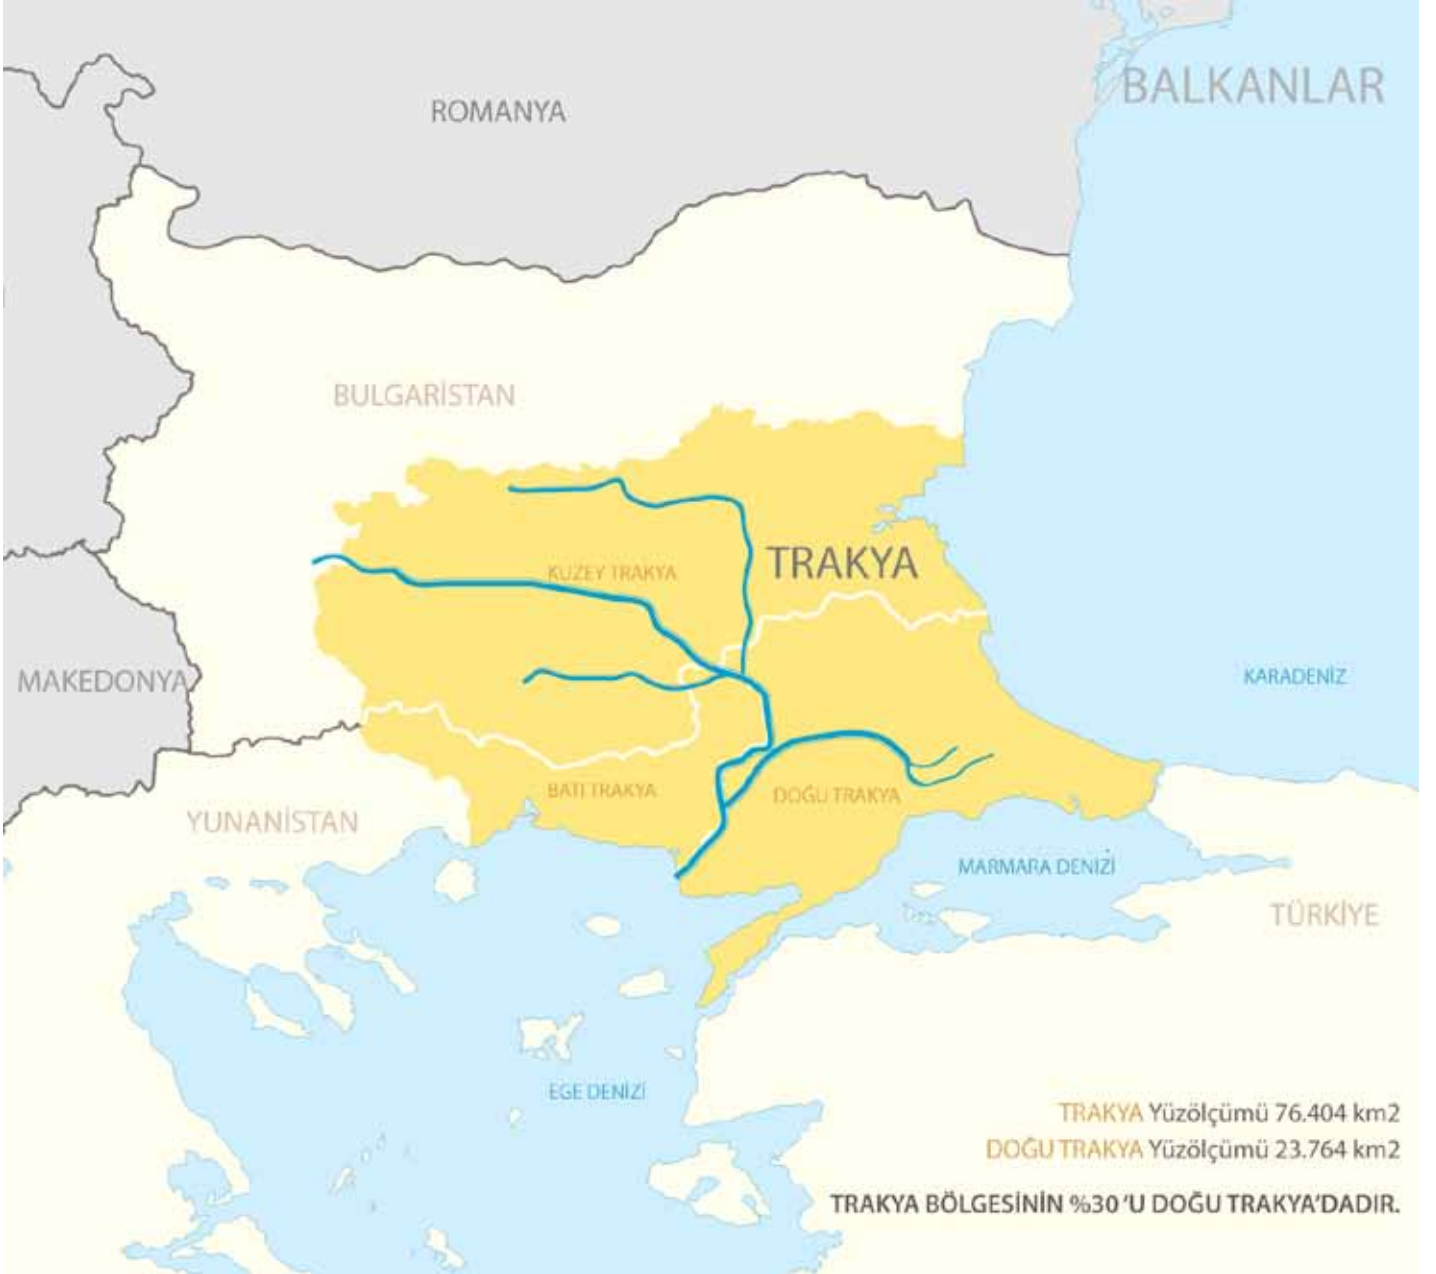 BALKANLAR
ROMANYA
BULGARİSTAN
KUZEY TRAKYA
TRAKYA
MAKEDONYA
KARADENİZ
BATI TRAKYA
DOĞU TRAKYA
YUNANİSTAN
MARMARA DENİZİ
TÜRKİYE
EGE DENİZİ
TRAKYA Yüzölçümü 76.404 km2
DOĞU TRAKYA Yüzölçümü 23.764 km2
TRAKYA BÖLGESİNİN %30 'U DOĞU TRAKYA'DADIR.